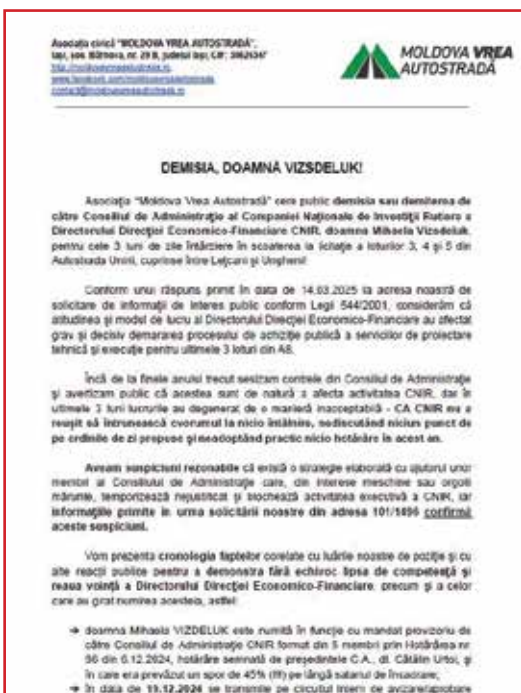 Asociația civică "MOLDOVA VREA AUTOSTRADĂ",
Iași, sos. Bârnova, nr. 29 B, județul Iași, CIF:
MOLDOVA VREA
AUTOSTRADĂ
DEMISIA, DOAMNĂ VIZSDELUK!
Asociația "Moldova Vrea Autostradă" cere public demisia sau demiterea de
către Consiliul de Administrație al Companiei Naționale de Investiții Rutiere a
Directorului Direcției Economico-Financiare CNIR, doamna Mihaela Vizsdeluk,
pentru cele 3 luni de zile întârziere în scoaterea la licitație a loturilor 3, 4 și 5 din
Autostrada Unirii, cuprinse între Lețcani și Ungheni!
Conform unui răspuns primit în data de 14.03.2025 la adresa noastră de
solicitare de informații de interes public conform Legii 544/2001, considerăm că
atitudinea și modul de lucru al Directorului Direcției Economico-Financiare au afectat
grav și decisiv demararea procesului de achiziție publică a serviciilor de proiectare
tehnică și execuție pentru ultimele 3 loturi din A8.
Încă de la finele anului trecut sesizam contrele din Consiliul de Administrație
și avertizam public că acestea sunt de natură a afecta activitatea CNIR, dar în
ultimele 3 luni lucrurile au degenerat de o manieră inacceptabilă - CA CNIR nu a
reușit să întrunească cvorumul la nicio întâlnire, nediscutând niciun punct de
pe ordinile de zi propuse și neadoptând practic nicio hotărâre în acest an.
Aveam suspiciuni rezonabile că există o strategie elaborată cu ajutorul unor
membri ai Consiliului de Administrație care, din interese meschine sau orgolii
mărunte, temporizează nejustificat și blochează activitatea executivă a CNIR, iar
informațiile primite în urma solicitării noastre din adresa 101/1496 confirmă
aceste suspiciuni.
Vom prezenta cronologia faptelor corelate cu luările noastre de poziție și cu
alte reacții publice pentru a demonstra fără echivoc lipsa de competență și
reaua voință a Directorului Direcției Economico-Financiare, precum și a celor
care au girat numirea acesteia, astfel:
→ doamna Mihaela VIZDELUK este numită în funcție cu mandat provizoriu de
către Consiliul de Administrație CNIR format din 5 membri prin Hotărârea nr.
56 din 6.12.2024, hotărâre semnată de președintele C.A., dl. Cătălin Urtoi, și
în care era prevăzut un spor de 45% (!!!) pe lângă salariul de încadrare;
→ în data de 19.12.2024 se transmite pe circuitul intern de avizare/aprobare